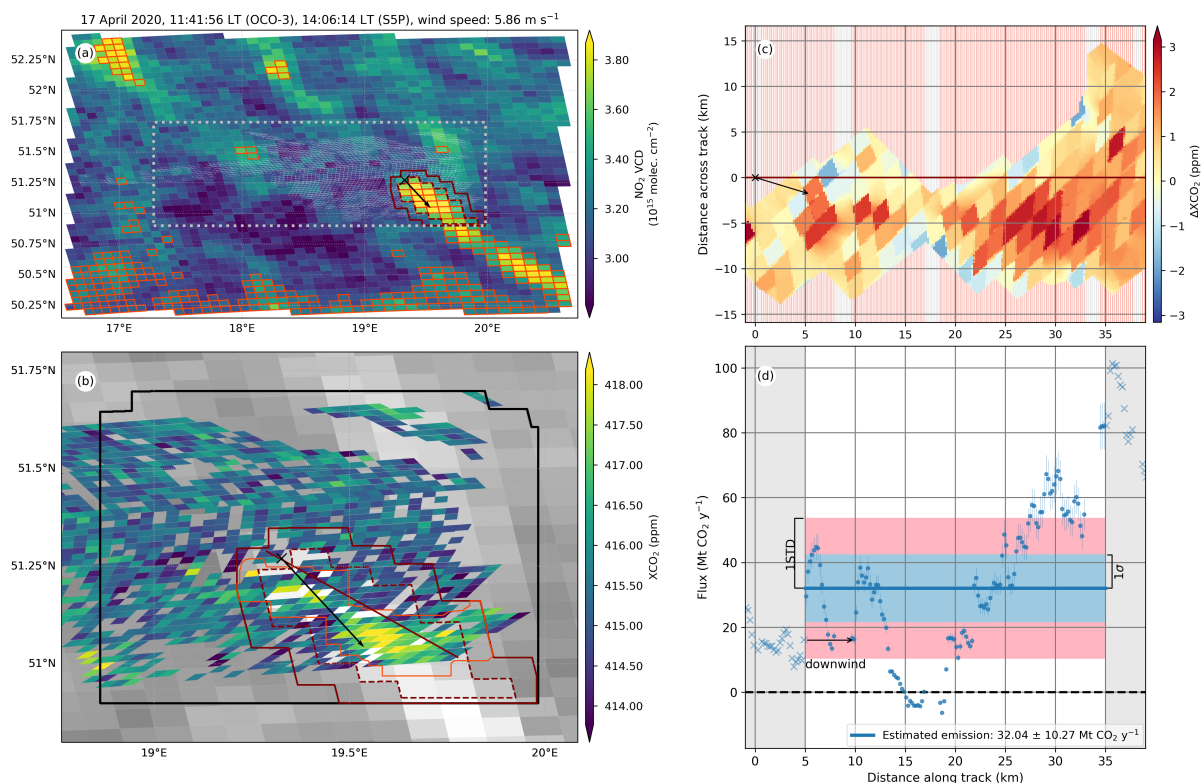 17 April 2020, 11:41:56 LT (OCO-3), 14:06:14 LT (S5P), wind speed: 5.86 m s⁻¹
(a)
52.25°N
52°N
51.75°N
51.5°N
51.25°N
51°N
50.75°N
50.5°N
50.25°N
17°E
18°E
19°E
20°E
3.80
3.60
3.40
3.20
3.00
NO₂ VCD
(10¹⁵ molec. cm⁻²)
(b)
51.75°N
51.5°N
51.25°N
51°N
19°E
19.5°E
20°E
418.00
417.00
416.00
415.50
415.00
414.50
414.00
XCO₂ (ppm)
(c)
Distance across track (km)
15
10
5
0
−5
−10
−15
0
5
10
15
20
25
30
35
3
2
1
0
−1
−2
−3
ΔXCO₂ (ppm)
(d)
Flux (Mt CO₂ y⁻¹)
100
80
60
40
20
0
1STD
1σ
downwind
Estimated emission: 32.04 ± 10.27 Mt CO₂ y⁻¹
0
5
10
15
20
25
30
35
Distance along track (km)